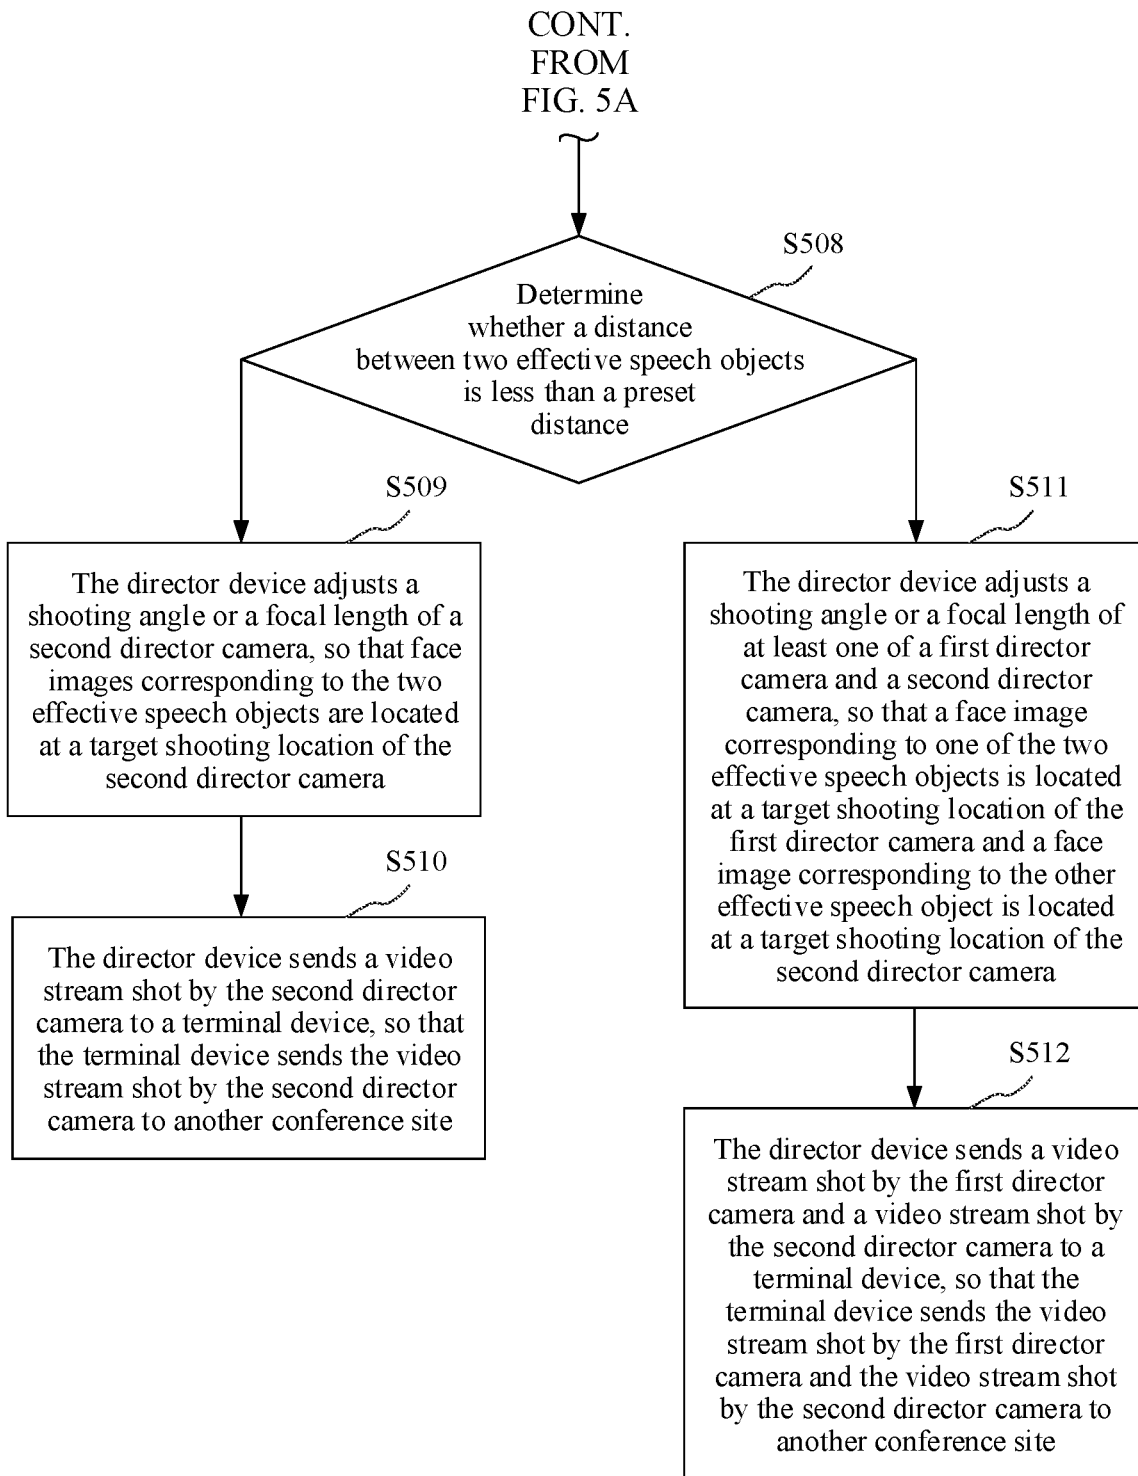 CONT.
FROM
FIG. 5A
S508
Determine
whether a distance
between two effective speech objects
is less than a preset
distance
S509
The director device adjusts a
shooting angle or a focal length of a
second director camera, so that face
images corresponding to the two
effective speech objects are located
at a target shooting location of the
second director camera
S510
The director device sends a video
stream shot by the second director
camera to a terminal device, so that
the terminal device sends the video
stream shot by the second director
camera to another conference site
S511
The director device adjusts a
shooting angle or a focal length of
at least one of a first director
camera and a second director
camera, so that a face image
corresponding to one of the two
effective speech objects is located
at a target shooting location of the
first director camera and a face
image corresponding to the other
effective speech object is located
at a target shooting location of the
second director camera
S512
The director device sends a video
stream shot by the first director
camera and a video stream shot by
the second director camera to a
terminal device, so that the
terminal device sends the video
stream shot by the first director
camera and the video stream shot
by the second director camera to
another conference site